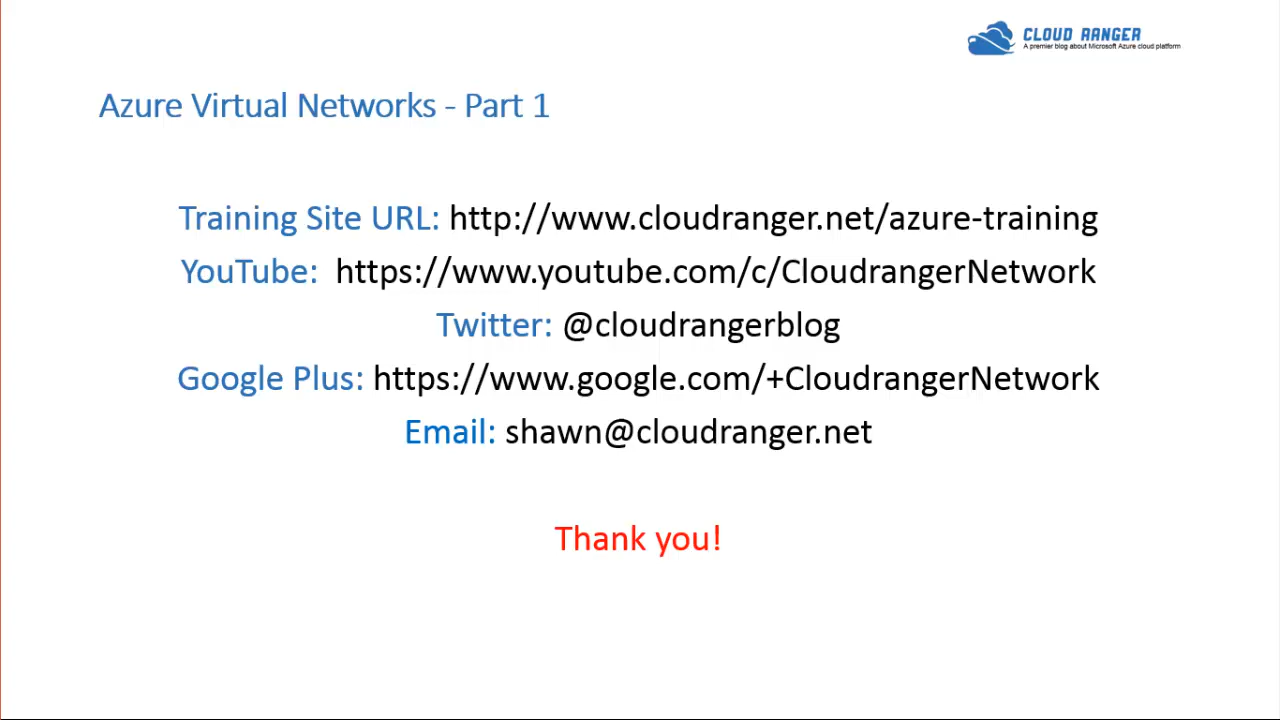 CLOUD RANGER
A premier blog about Microsoft Azure cloud platform
Azure Virtual Networks - Part 1
Training Site URL: http://www.cloudranger.net/azure-training
YouTube:  https://www.youtube.com/c/CloudrangerNetwork
Twitter: @cloudrangerblog
Google Plus: https://www.google.com/+CloudrangerNetwork
Email: shawn@cloudranger.net
Thank you!